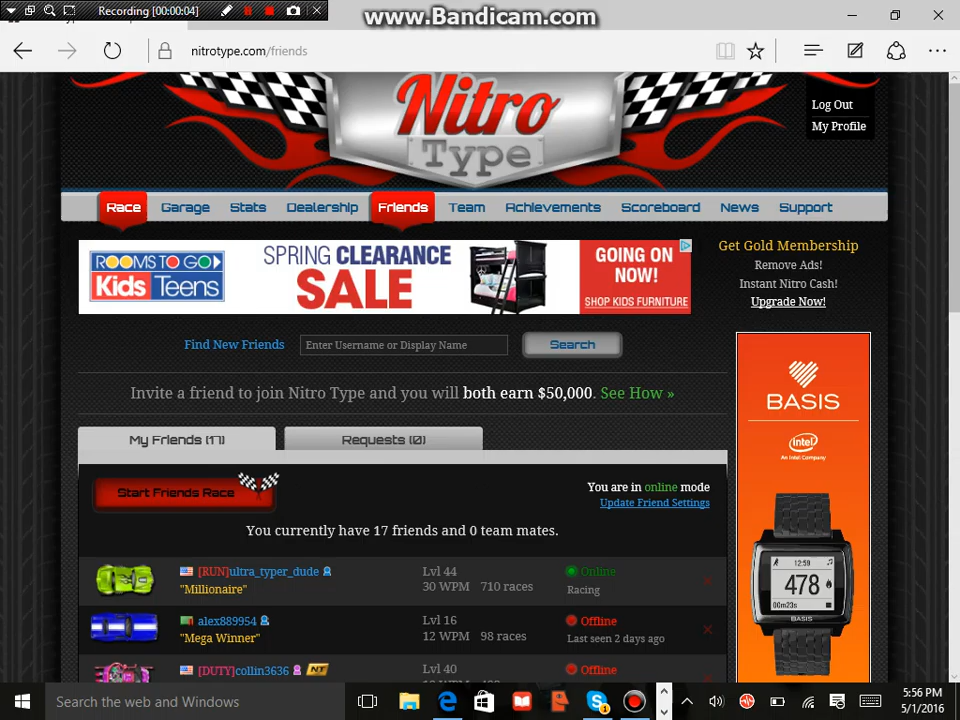 Recording [00:00:04]
www.Bandicam.com
nitrotype.com/friends
Nitro
Type
Log Out
My Profile
Race Garage Stats Dealership Friends Team Achievements Scoreboard News Support
ROOMS TO GO
Kids Teens
SPRING CLEARANCE
SALE
GOING ON
NOW!
SHOP KIDS FURNITURE
Get Gold Membership
Remove Ads!
Instant Nitro Cash!
Upgrade Now!
Find New Friends Enter Username or Display Name Search
Invite a friend to join Nitro Type and you will both earn $50,000. See How »
My Friends (17) Requests (0)
Start Friends Race
You are in online mode
Update Friend Settings
You currently have 17 friends and 0 team mates.
[RUN]ultra_typer_dude Lvl 44 Online
"Millionaire" 30 WPM 710 races Racing
alex889954 Lvl 16 Offline
"Mega Winner" 12 WPM 98 races Last seen 2 days ago
[DUTY]collin3636 NT Lvl 40 Offline
BASIS
intel
An Intel Company
12:59
478
00m23s
BASIS
Search the web and Windows
5:56 PM
5/1/2016